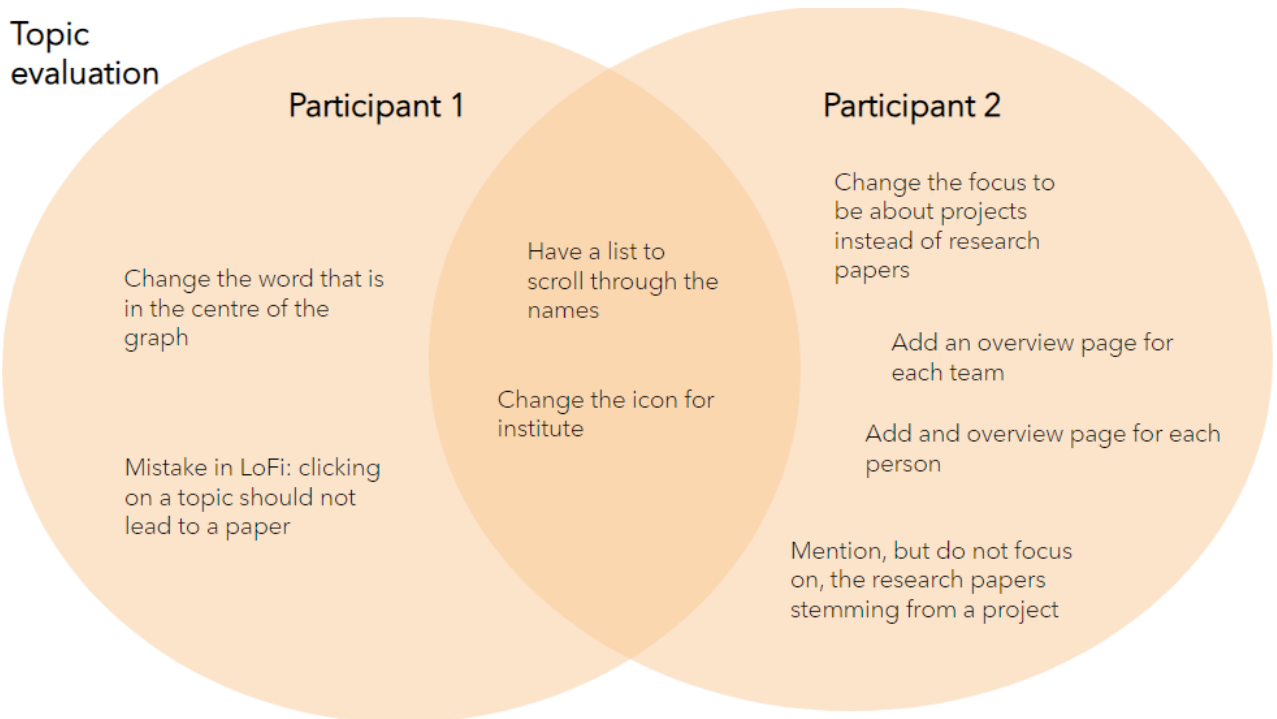 Topic
evaluation
Participant 1
Change the word that is
in the centre of the
graph
Mistake in LoFi: clicking
on a topic should not
lead to a paper
Have a list to
scroll through the
names
Change the icon for
institute
Participant 2
Change the focus to
be about projects
instead of research
papers
Add an overview page for
each team
Add and overview page for each
person
Mention, but do not focus
on, the research papers
stemming from a project